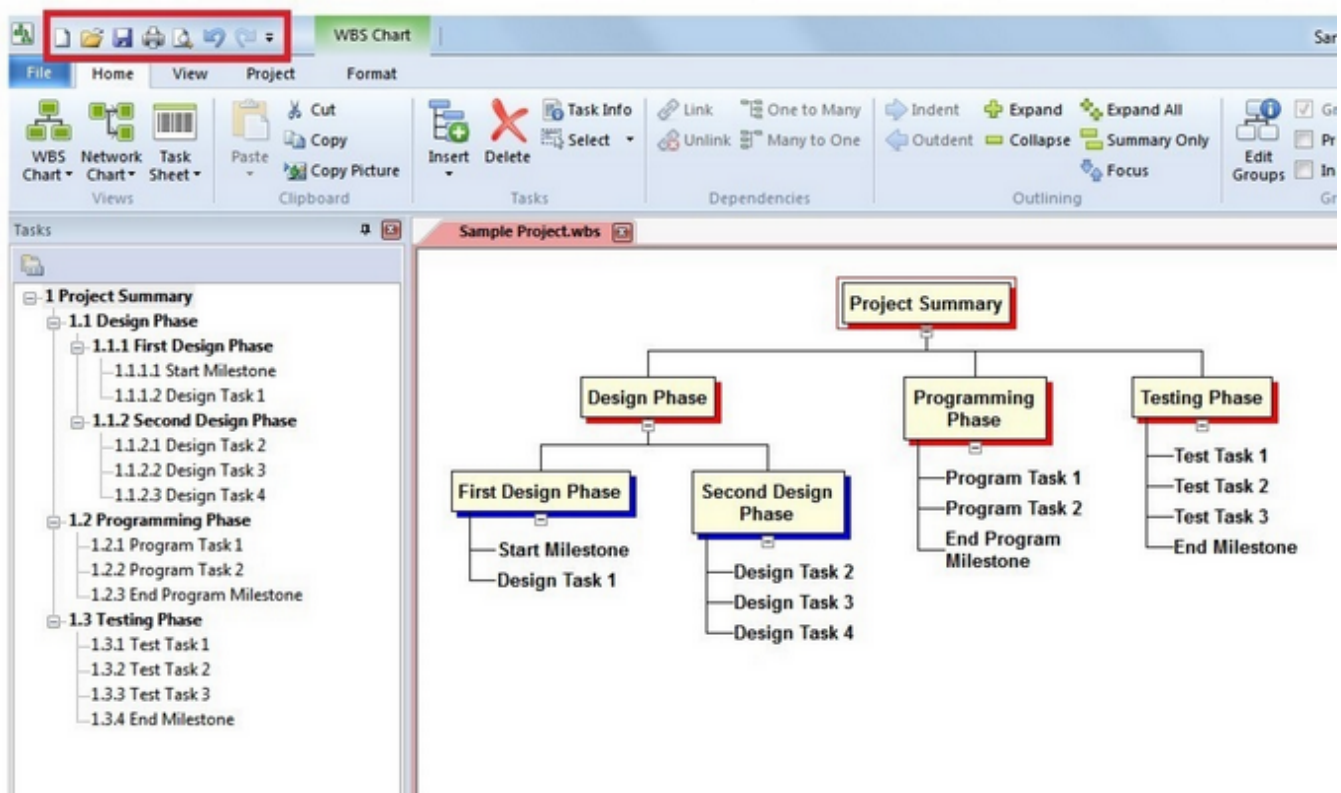 WBS Chart
Sar
File Home View Project Format
WBS Chart
Network Chart
Task Sheet
Views
Paste
Cut
Copy
Copy Picture
Clipboard
Insert
Delete
Task Info
Select
Tasks
Link
Unlink
One to Many
Many to One
Dependencies
Indent
Outdent
Expand
Collapse
Expand All
Summary Only
Focus
Outlining
Edit Groups
Gr
Pr
In
Gr
Tasks
1 Project Summary
1.1 Design Phase
1.1.1 First Design Phase
1.1.1.1 Start Milestone
1.1.1.2 Design Task 1
1.1.2 Second Design Phase
1.1.2.1 Design Task 2
1.1.2.2 Design Task 3
1.1.2.3 Design Task 4
1.2 Programming Phase
1.2.1 Program Task 1
1.2.2 Program Task 2
1.2.3 End Program Milestone
1.3 Testing Phase
1.3.1 Test Task 1
1.3.2 Test Task 2
1.3.3 Test Task 3
1.3.4 End Milestone
Sample Project.wbs
Project Summary
Design Phase
Programming
Phase
Testing Phase
First Design Phase
Second Design
Phase
Start Milestone
Design Task 1
Design Task 2
Design Task 3
Design Task 4
Program Task 1
Program Task 2
End Program
Milestone
Test Task 1
Test Task 2
Test Task 3
End Milestone